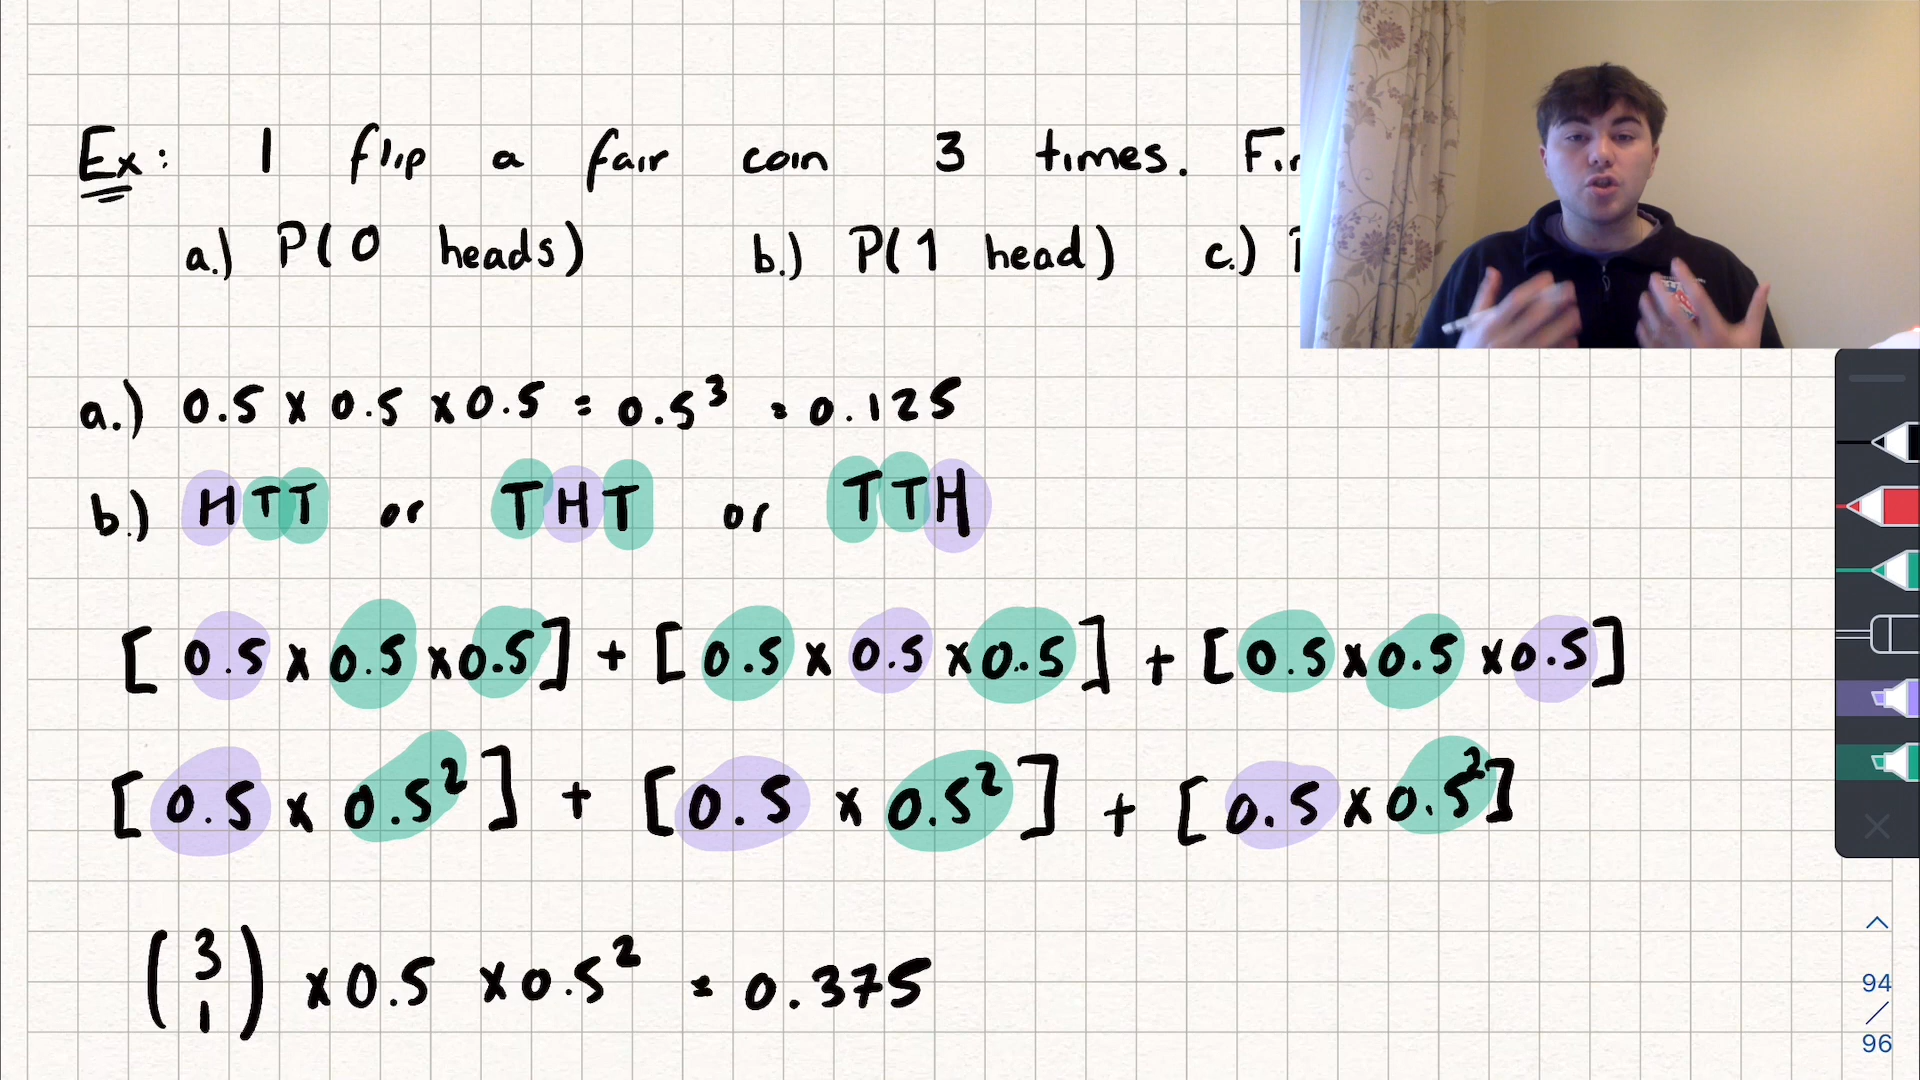 Ex: I flip a fair coin 3 times.
a.) P(0 heads) b.) P(1 head) c.)
a.) 0.5 x 0.5 x 0.5 = 0.5³ = 0.125
b.) HTT or THT or TTH
[0.5 x 0.5 x 0.5] + [0.5 x 0.5 x 0.5] + [0.5 x 0.5 x 0.5]
[0.5 x 0.5²] + [0.5 x 0.5²] + [0.5 x 0.5²]
(3
1) x 0.5 x 0.5² = 0.375
94
/
96